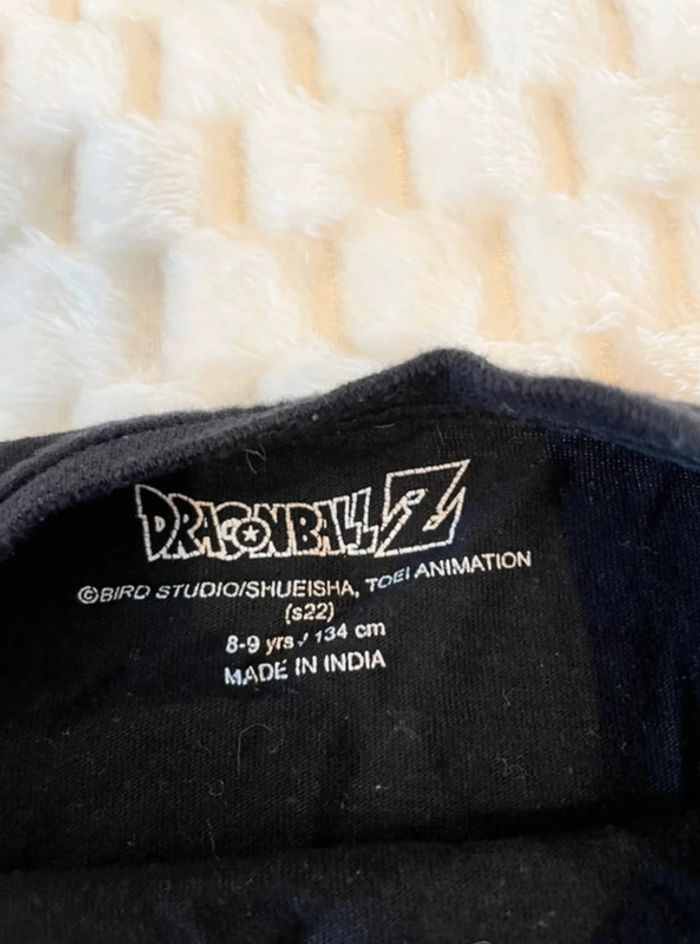 DRAGONBALL Z
©BIRD STUDIO/SHUEISHA, TOEI ANIMATION
(s22)
8-9 yrs / 134 cm
MADE IN INDIA